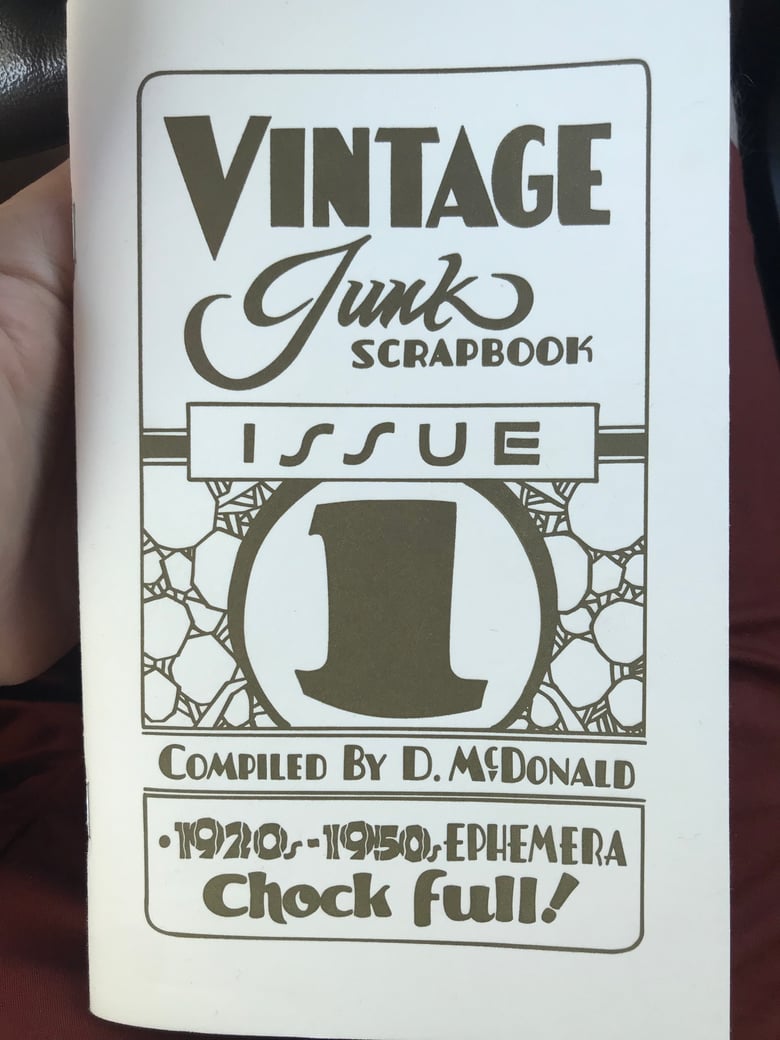 VINTAGE
Junk
SCRAPBOOK
ISSUE
1
COMPILED BY D. McDONALD
•1920s-1950s EPHEMERA
Chock full!